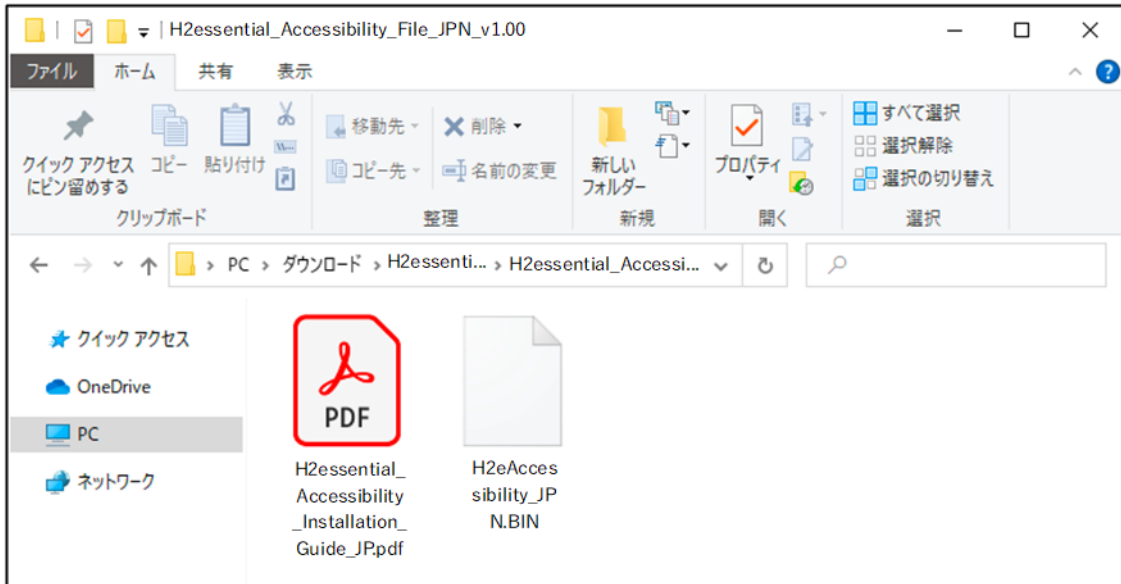 H2essential_Accessibility_File_JPN_v1.00
ファイル ホーム 共有 表示
クイック アクセス
にピン留めする
コピー
貼り付け
クリップボード
移動先
コピー先
削除
名前の変更
整理
新しい
フォルダー
新規
プロパティ
開く
すべて選択
選択解除
選択の切り替え
選択
PC ダウンロード H2essenti... H2essential_Accessi...
クイック アクセス
OneDrive
PC
ネットワーク
PDF
H2essential_
Accessibility
_Installation_
Guide_JP.pdf
H2eAcces
sibility_JP
N.BIN